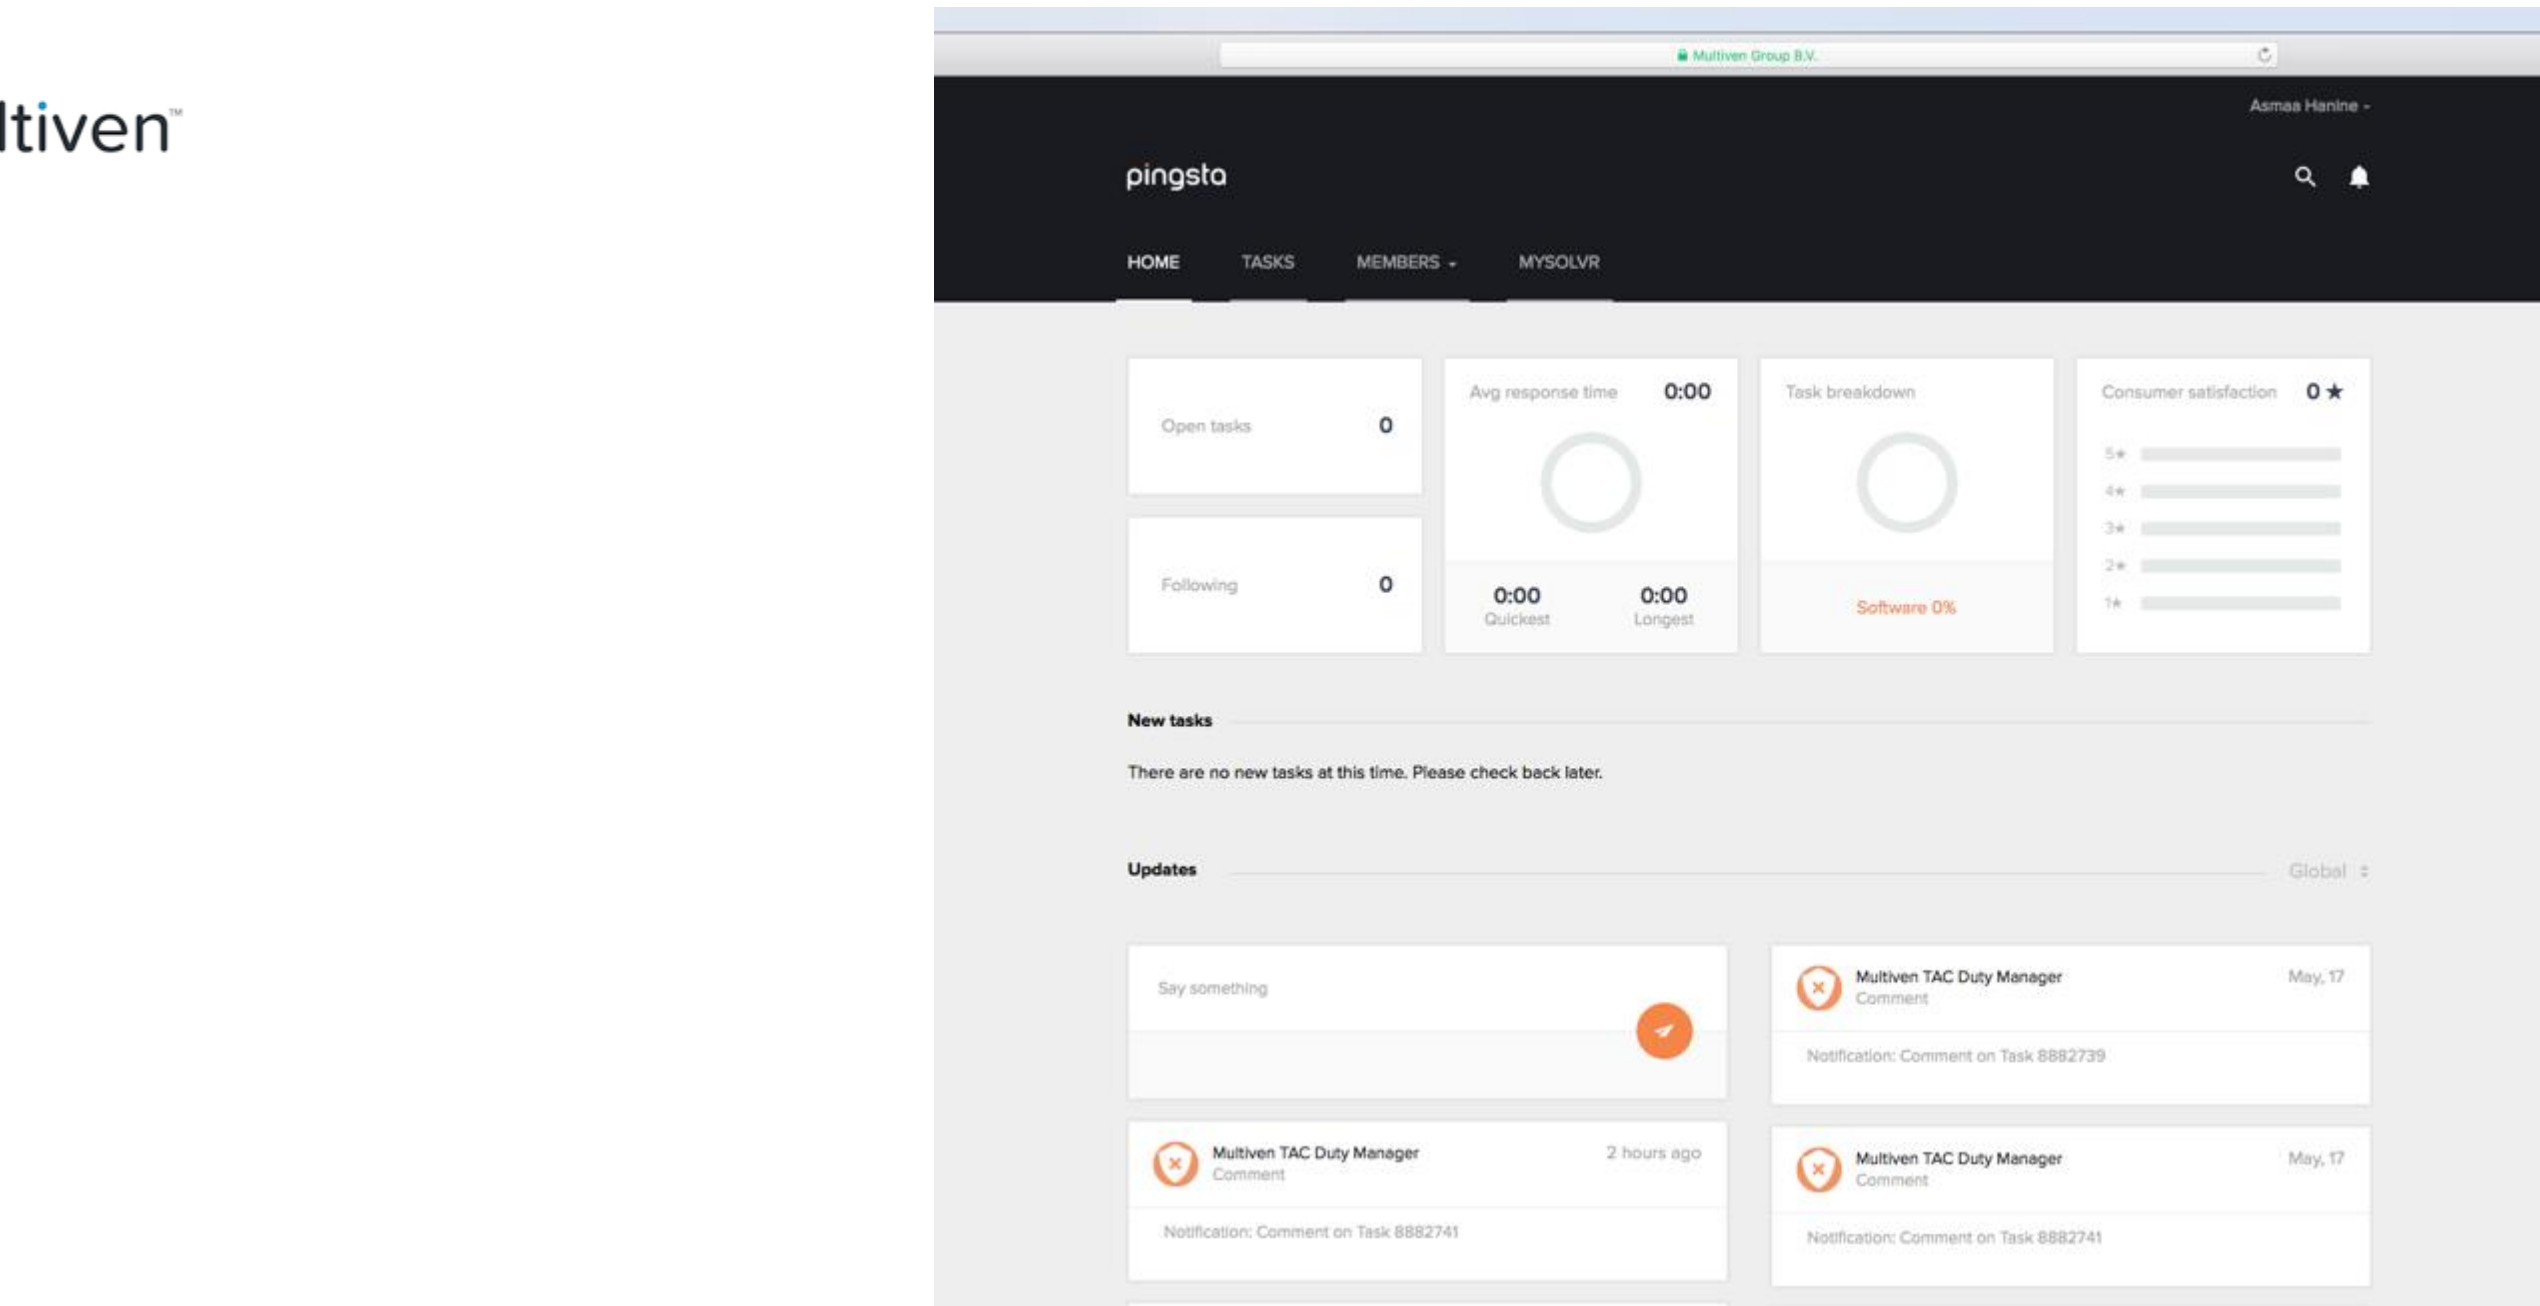 ltiven™
Multiven Group B.V.
Asmaa Hanine
pingsta
HOME TASKS MEMBERS MYSOLVR
Open tasks 0
Following 0
Avg response time 0:00
0:00 0:00
Quickest Longest
Task breakdown
Software 0%
Consumer satisfaction 0 ★
5★
4★
3★
2★
1★
New tasks
There are no new tasks at this time. Please check back later.
Updates Global
Say something
Multiven TAC Duty Manager 2 hours ago
Comment
Notification: Comment on Task 8882741
Multiven TAC Duty Manager May, 17
Comment
Notification: Comment on Task 8882739
Multiven TAC Duty Manager May, 17
Comment
Notification: Comment on Task 8882741